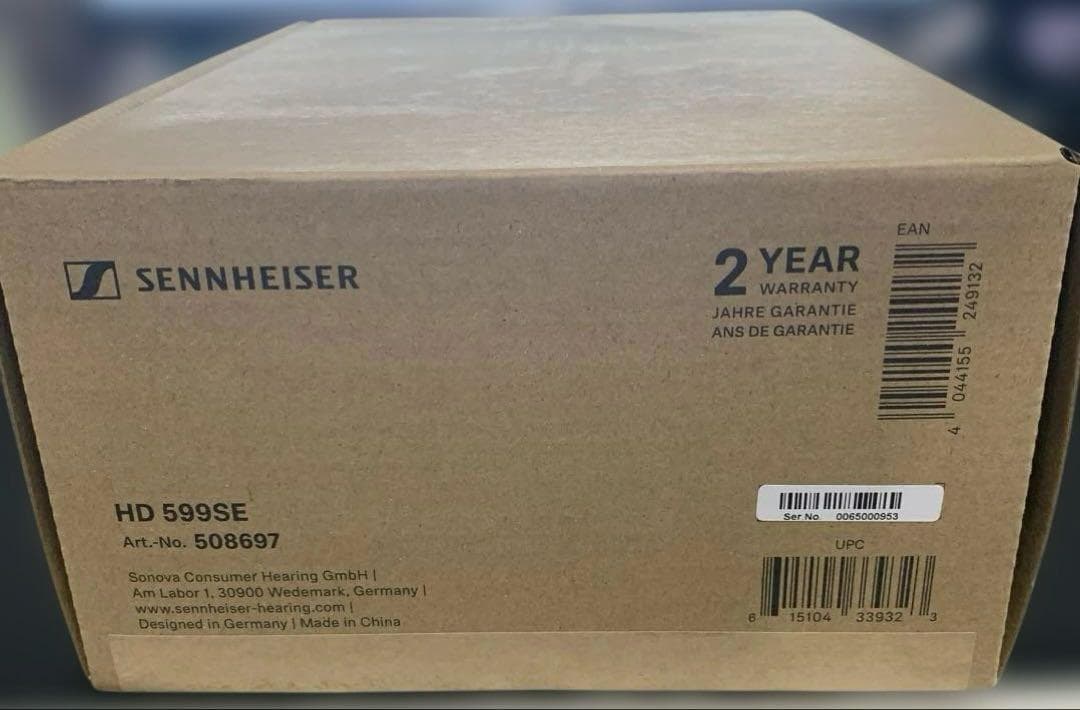 SENNHEISER
2 YEAR
WARRANTY
JAHRE GARANTIE
ANS DE GARANTIE
EAN
4 044155 249132
HD 599SE
Art.-No. 508697
Sonova Consumer Hearing GmbH |
Am Labor 1, 30900 Wedemark, Germany |
www.sennheiser-hearing.com |
Designed in Germany | Made in China
Ser.No. 0065000953
UPC
6 15104 33932 3